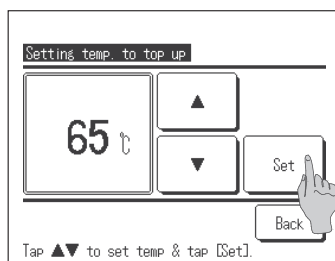 Setting temp. to top up
65 ℃
▲
▼
Set
Back
Tap ▲▼ to set temp & tap [Set].